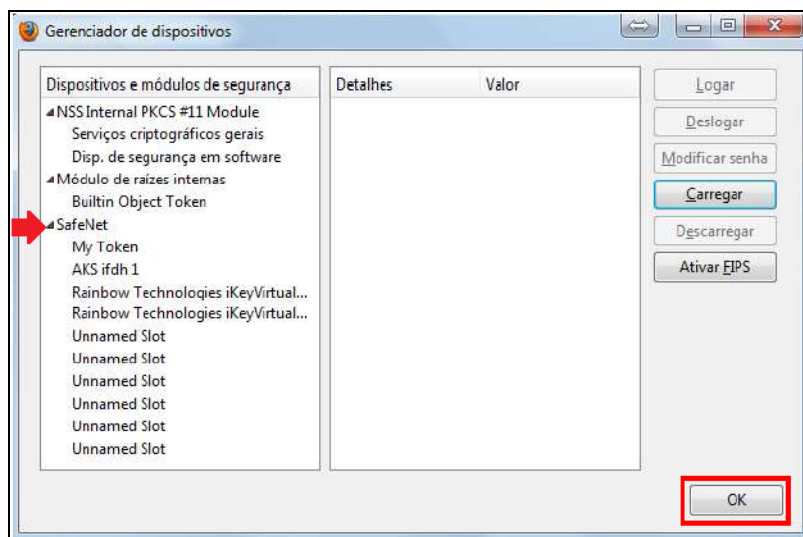 Gerenciador de dispositivos
Dispositivos e módulos de segurança
NSS Internal PKCS #11 Module
Serviços criptográficos gerais
Disp. de segurança em software
Módulo de raízes internas
Builtin Object Token
SafeNet
My Token
AKS ifdh 1
Rainbow Technologies iKeyVirtual...
Rainbow Technologies iKeyVirtual...
Unnamed Slot
Unnamed Slot
Unnamed Slot
Unnamed Slot
Unnamed Slot
Unnamed Slot
Detalhes Valor
Logar
Deslogar
Modificar senha
Carregar
Descarregar
Ativar FIPS
OK